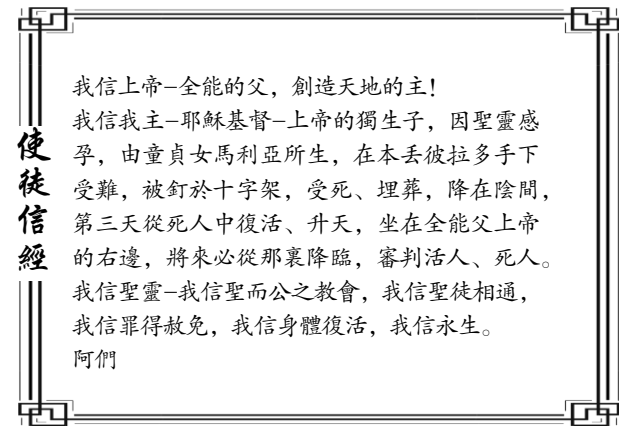 使徒信經
我信上帝–全能的父，創造天地的主！
我信我主–耶穌基督–上帝的獨生子，因聖靈感
孕，由童貞女馬利亞所生，在本丟彼拉多手下
受難，被釘於十字架，受死、埋葬，降在陰間，
第三天從死人中復活、升天，坐在全能父上帝
的右邊，將來必從那裏降臨，審判活人、死人。
我信聖靈–我信聖而公之教會，我信聖徒相通，
我信罪得赦免，我信身體復活，我信永生。
阿們